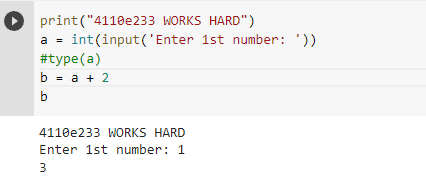 print("4110e233 WORKS HARD")
a = int(input('Enter 1st number: '))
#type(a)
b = a + 2
b
4110e233 WORKS HARD
Enter 1st number: 1
3